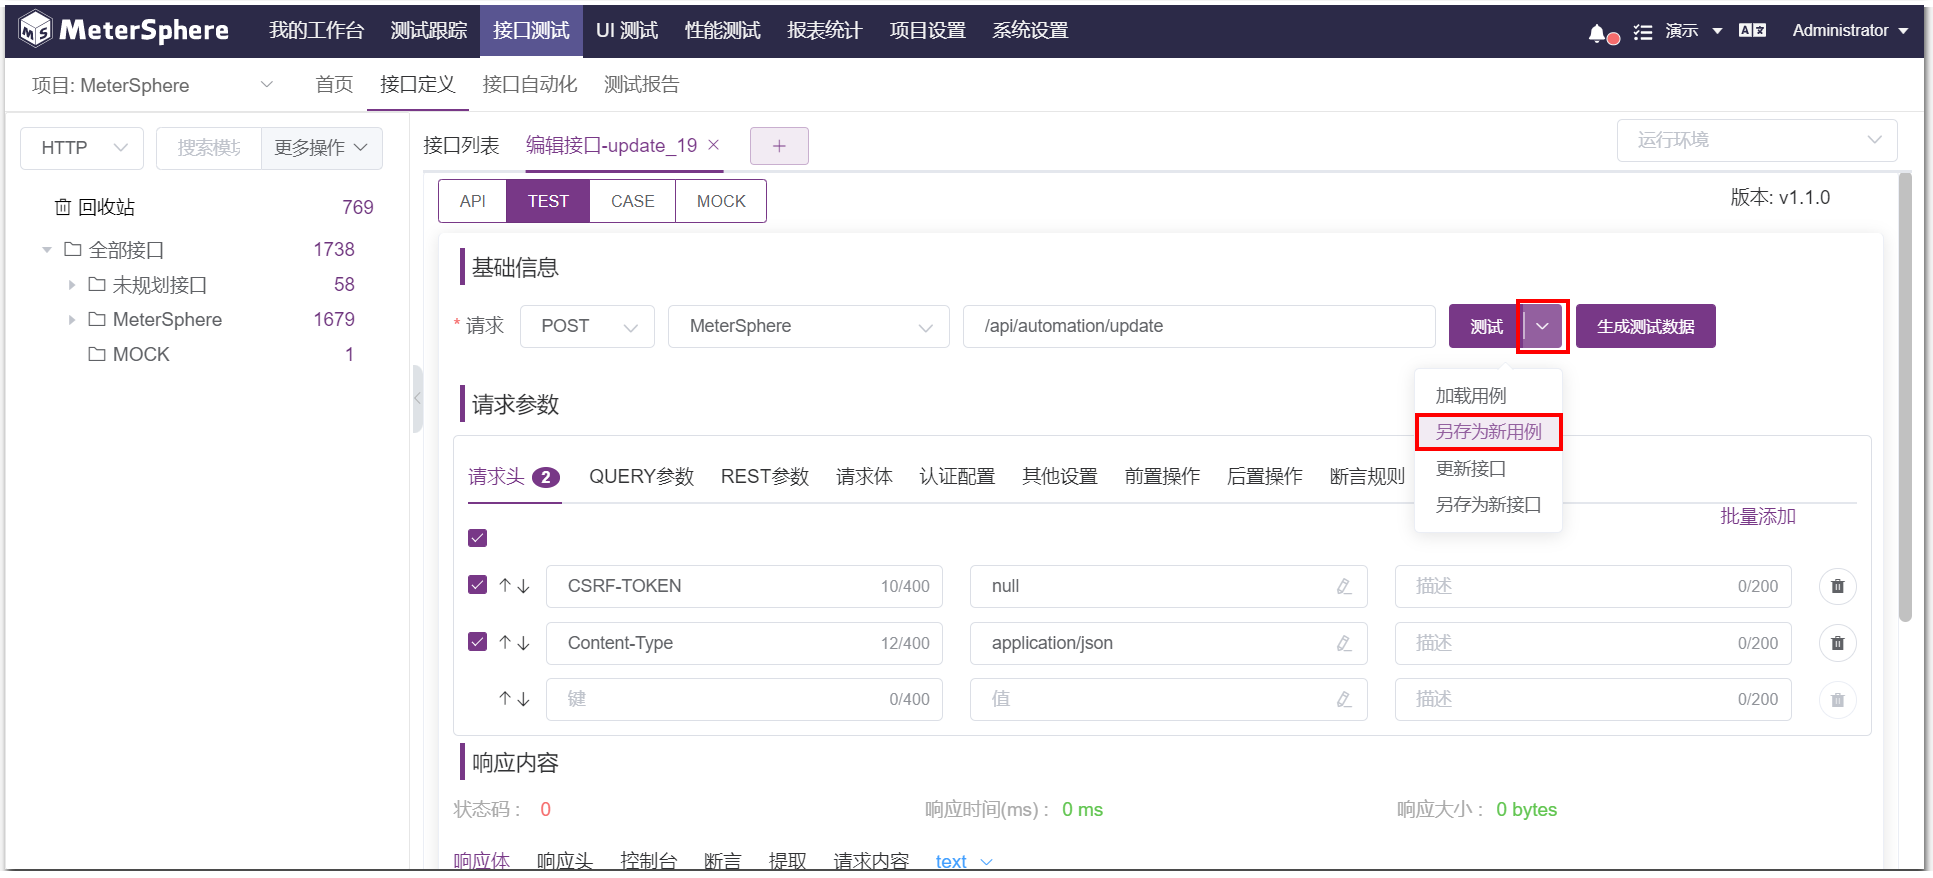 MeterSphere 我的工作台 测试跟踪 接口测试 UI 测试 性能测试 报表统计 项目设置 系统设置 演示 Administrator
项目: MeterSphere 首页 接口定义 接口自动化 测试报告
HTTP 搜索模块 更多操作
回收站 769
全部接口 1738
未规划接口 58
MeterSphere 1679
MOCK 1
接口列表 编辑接口-update_19 × + 运行环境
API TEST CASE MOCK 版本: v1.1.0
基础信息
* 请求 POST MeterSphere /api/automation/update 测试 生成测试数据
加载用例
另存为新用例
更新接口
另存为新接口
请求参数
请求头 2 QUERY参数 REST参数 请求体 认证配置 其他设置 前置操作 后置操作 断言规则
批量添加
CSRF-TOKEN 10/400 null 描述 0/200
Content-Type 12/400 application/json 描述 0/200
键 0/400 值 描述 0/200
响应内容
状态码 : 0 响应时间(ms) : 0 ms 响应大小 : 0 bytes
响应体 响应头 控制台 断言 提取 请求内容 text